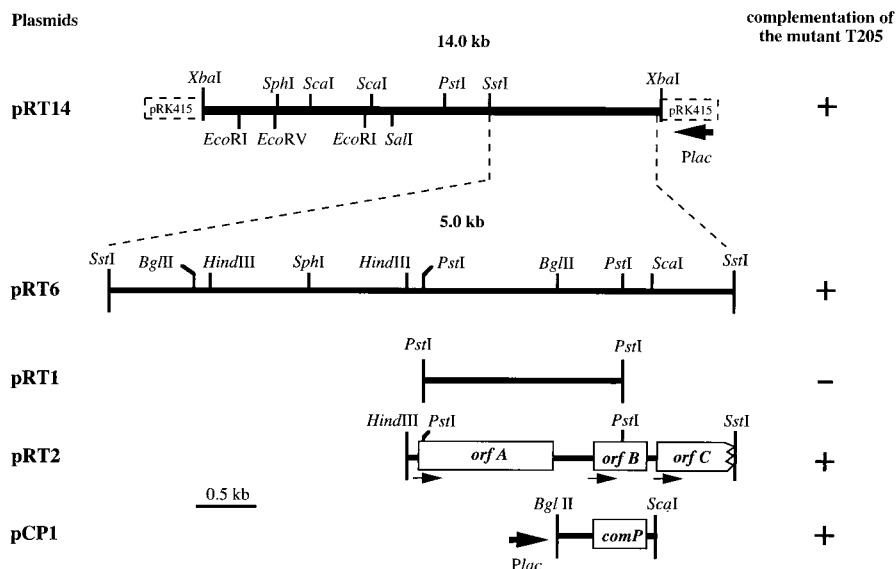 Plasmids
complementation of
the mutant T205
14.0 kb
XbaI SphI ScaI ScaI PstI SstI XbaI
pRT14 pRK415 pRK415 +
EcoRI EcoRV EcoRI SalI
Plac
5.0 kb
SstI BglII HindIII SphI HindIII PstI BglII PstI ScaI SstI
pRT6 +
PstI PstI
pRT1 –
HindIII PstI PstI SstI
pRT2 orf A orf B orf C +
0.5 kb
Bgl II ScaI
pCP1 comP +
Plac